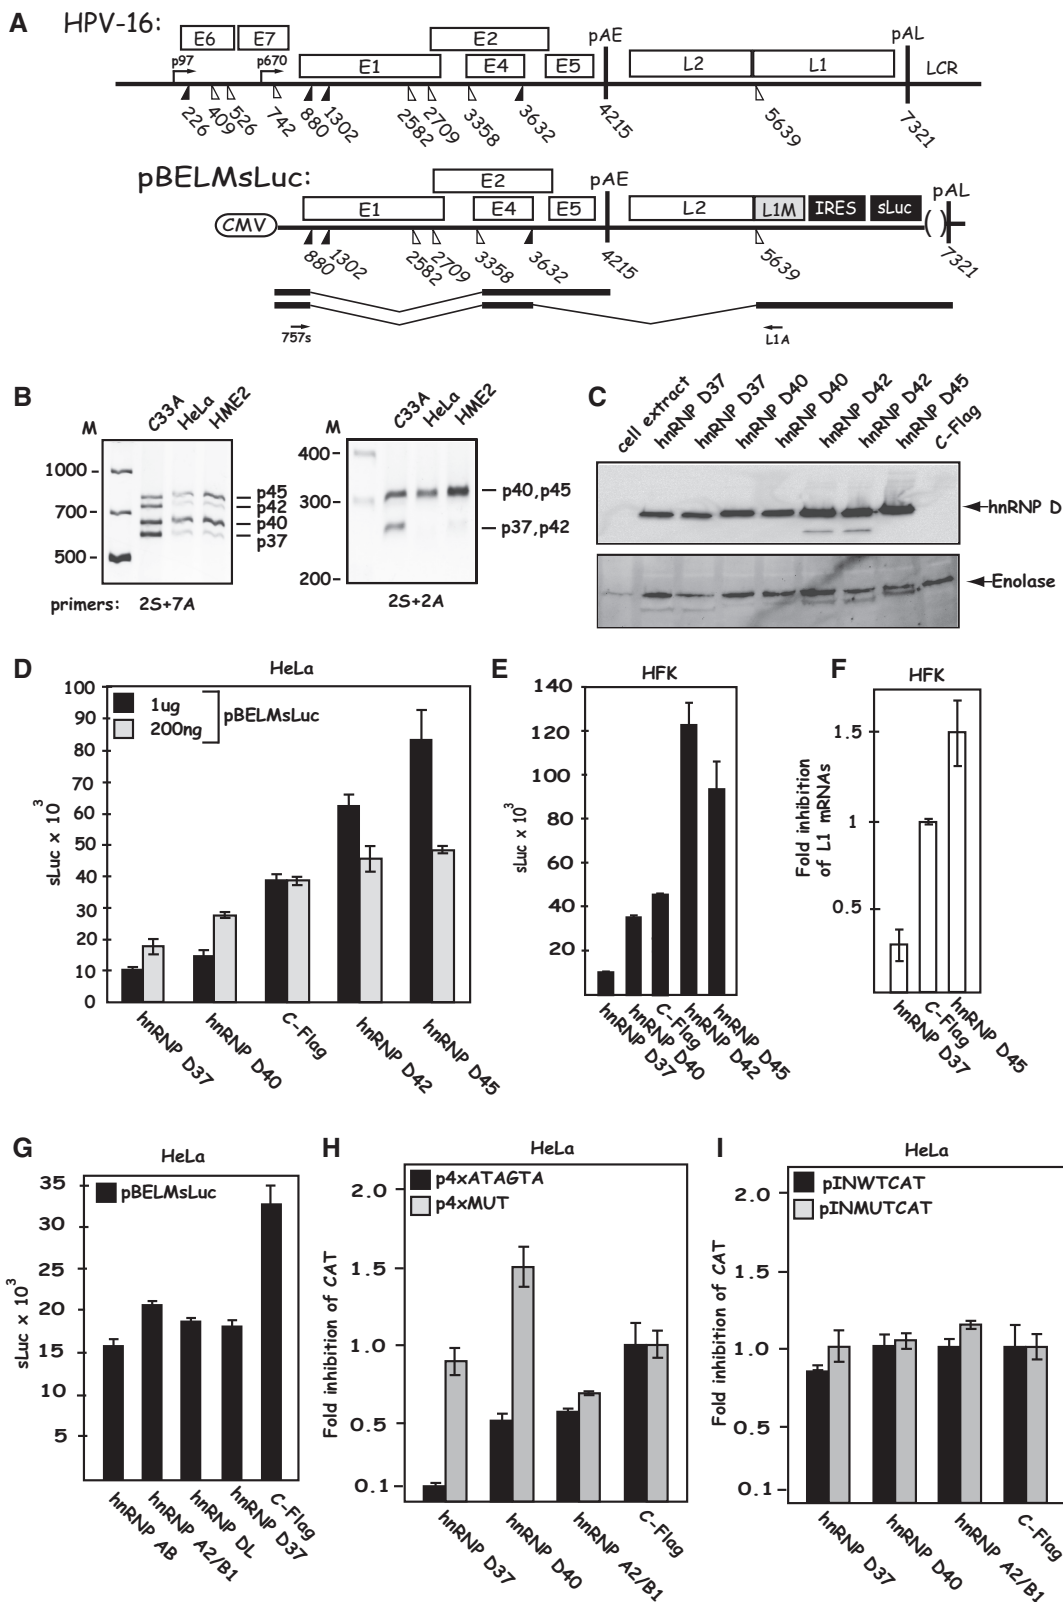 A HPV-16:
E6 E7 E2 pAE pAL
p97 p670 E1 E4 E5 L2 L1 LCR
226 409 526 742 880 1302 2582 2709 3358 3632 4215 5639 7321
pBELMsLuc:
E2 pAE pAL
CMV E1 E4 E5 L2 L1M IRES sLuc ( )
880 1302 2582 2709 3358 3632 4215 5639 7321
757s L1A
B
M C33A HeLa HME2
1000
700
500
p45
p42
p40
p37
primers: 2S+7A
M C33A HeLa HME2
400
300
200
p40,p45
p37,p42
2S+2A
C
cell extract hnRNP D37 hnRNP D37 hnRNP D40 hnRNP D40 hnRNP D42 hnRNP D42 hnRNP D45 C-Flag
hnRNP D
Enolase
D
HeLa
1ug
200ng
pBELMsLuc
sLuc x 10 3
100
90
80
70
60
50
40
30
20
10
0
hnRNP D37 hnRNP D40 C-Flag hnRNP D42 hnRNP D45
E
HFK
sLuc x 10 3
140
120
100
80
60
40
20
hnRNP D37 hnRNP D40 C-Flag hnRNP D42 hnRNP D45
F
HFK
Fold inhibition
of L1 mRNAs
1.5
1
0.5
hnRNP D37 C-Flag hnRNP D45
G
HeLa
pBELMsLuc
sLuc x 10 3
35
30
25
20
15
10
5
hnRNP AB hnRNP A2/B1 hnRNP DL hnRNP D37 C-Flag
H
HeLa
p4xATAGTA
p4xMUT
Fold inhibition of CAT
2.0
1.5
1.0
0.5
0.1
hnRNP D37 hnRNP D40 hnRNP A2/B1 C-Flag
I
HeLa
pINWTCAT
pINMUTCAT
Fold inhibition of CAT
2.0
1.5
1.0
0.5
0.1
hnRNP D37 hnRNP D40 hnRNP A2/B1 C-Flag